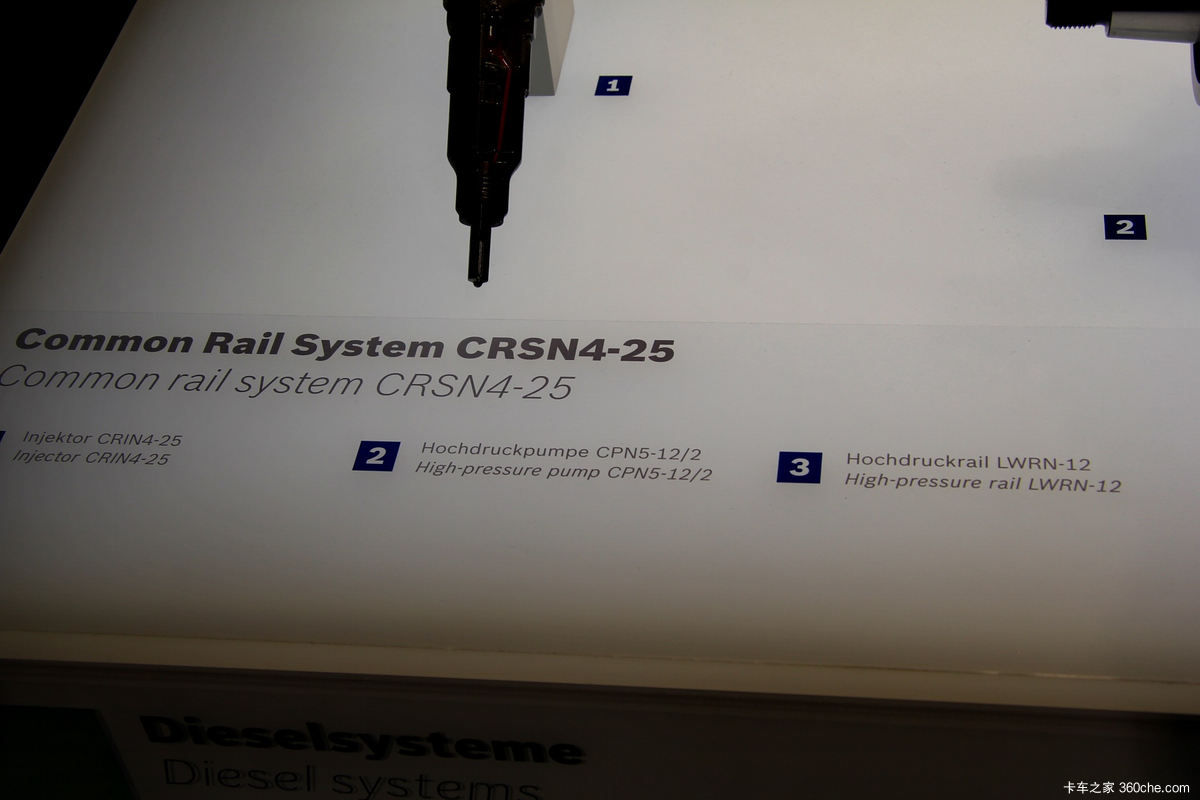 1
2
Common Rail System CRSN4-25
Common rail system CRSN4-25
Injektor CRIN4-25
Injector CRIN4-25
2
Hochdruckpumpe CPN5-12/2
High-pressure pump CPN5-12/2
3
Hochdruckrail LWRN-12
High-pressure rail LWRN-12
Dieselsysteme
Diesel systems
卡车之家 360che.com